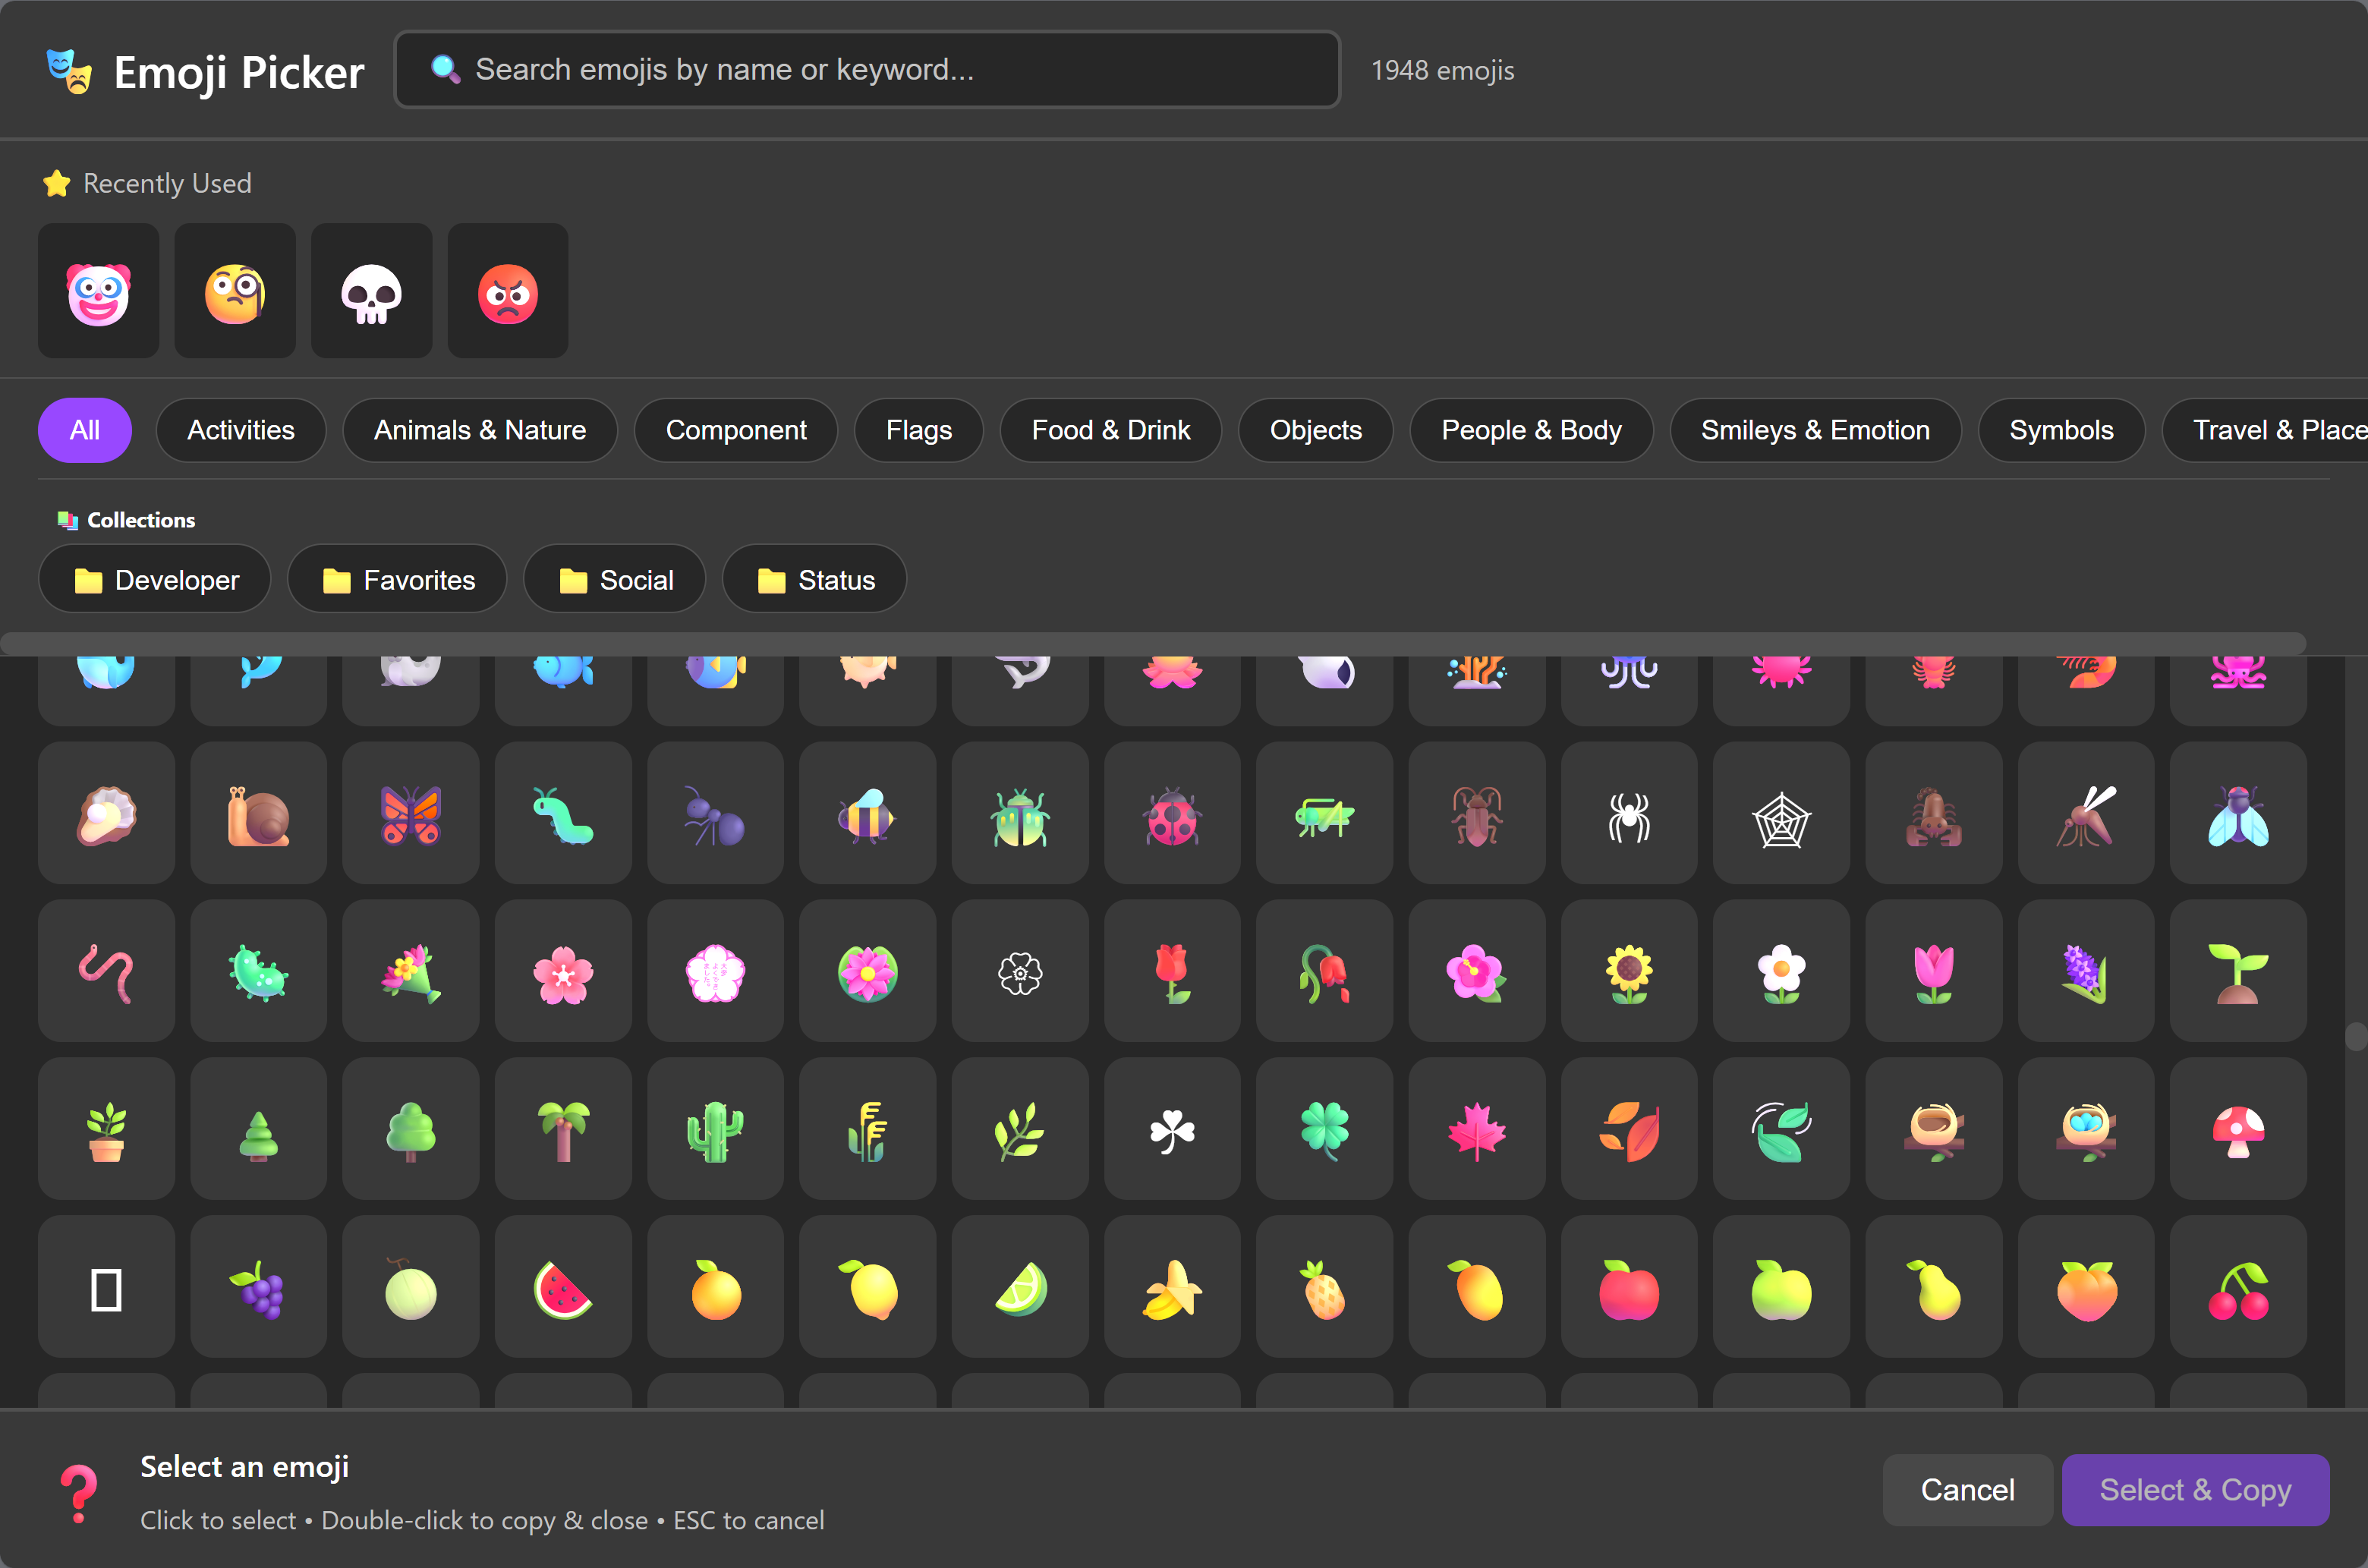 Emoji Picker
Search emojis by name or keyword...
1948 emojis
Recently Used
All
Activities
Animals & Nature
Component
Flags
Food & Drink
Objects
People & Body
Smileys & Emotion
Symbols
Travel & Place
Collections
Developer
Favorites
Social
Status
Select an emoji
Click to select • Double-click to copy & close • ESC to cancel
Cancel
Select & Copy